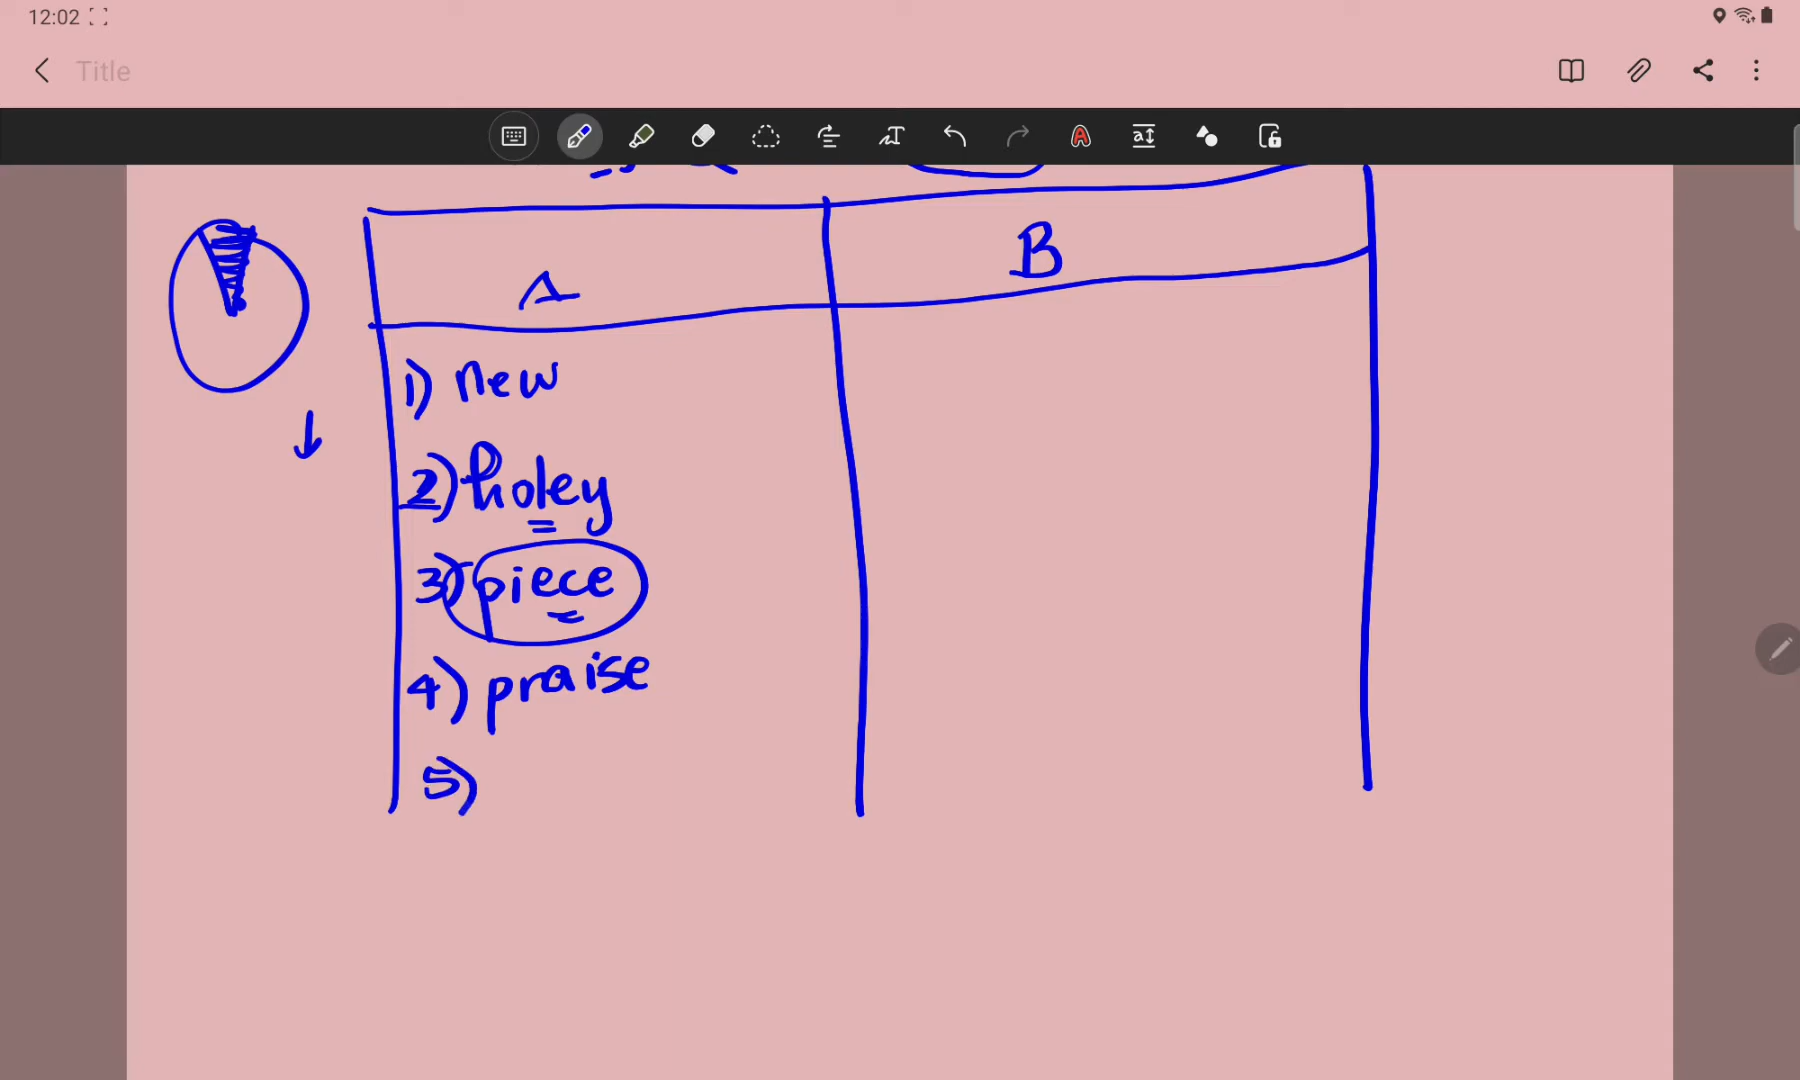 12:02
Title
A
B
1) new
2) holey
3) piece
4) praise
5)